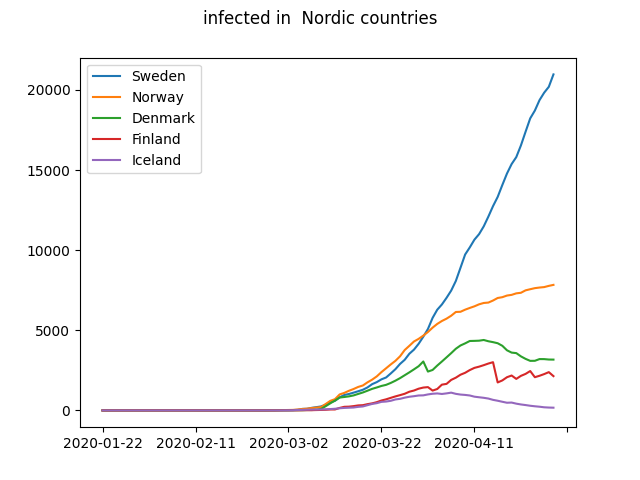 infected in  Nordic countries
Sweden
Norway
Denmark
Finland
Iceland
20000
15000
10000
5000
0
2020-01-22 2020-02-11 2020-03-02 2020-03-22 2020-04-11